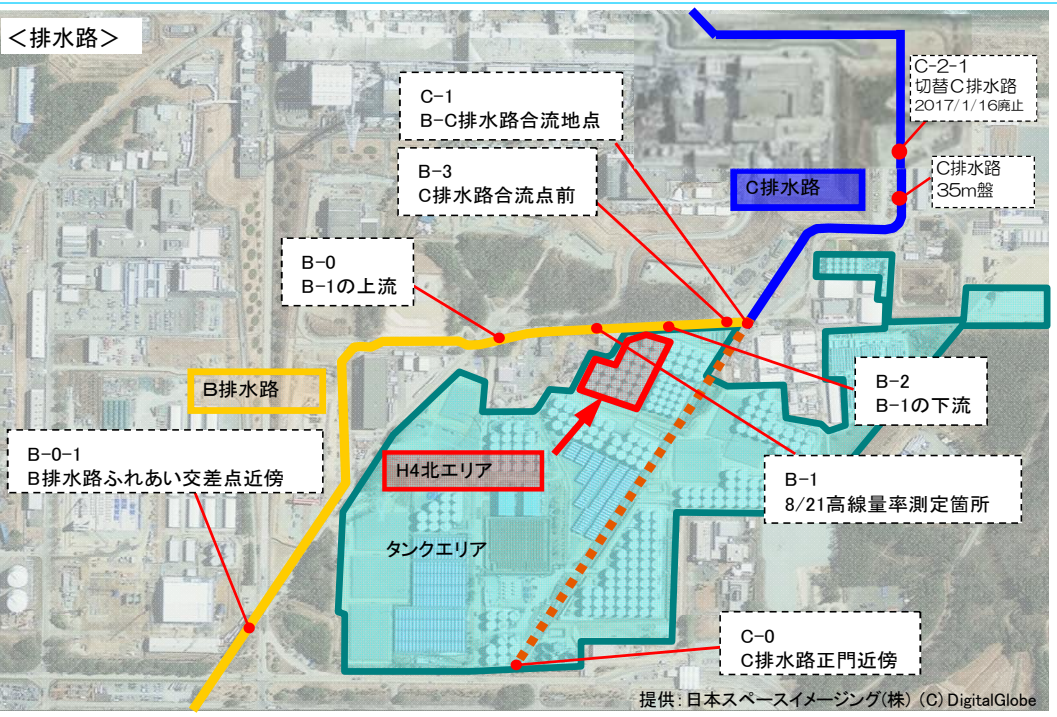 ＜排水路＞
C-2-1
切替C排水路
2017/1/16廃止
C-1
B-C排水路合流地点
B-3
C排水路合流点前
C排水路
C排水路
35m盤
B-0
B-1の上流
B排水路
B-2
B-1の下流
B-0-1
B排水路ふれあい交差点近傍
H4北エリア
B-1
8/21高線量率測定箇所
タンクエリア
C-0
C排水路正門近傍
提供：日本スペースイメージング(株) (C)DigitalGlobe